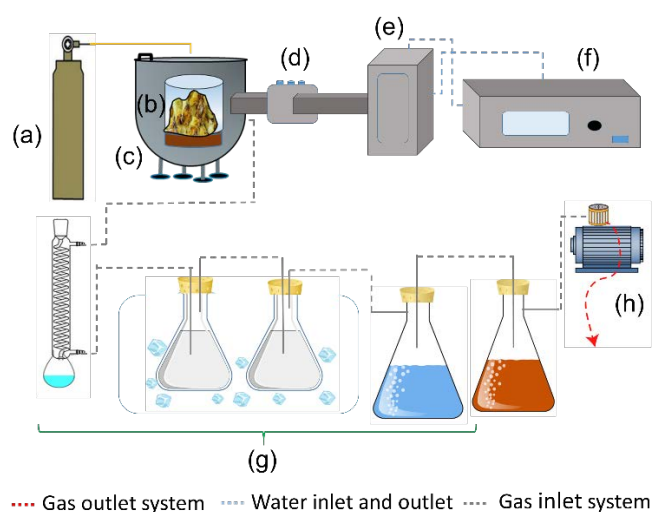 (a)
(b)
(c)
(d)
(e)
(f)
(g)
(h)
Gas outlet system
Water inlet and outlet
Gas inlet system